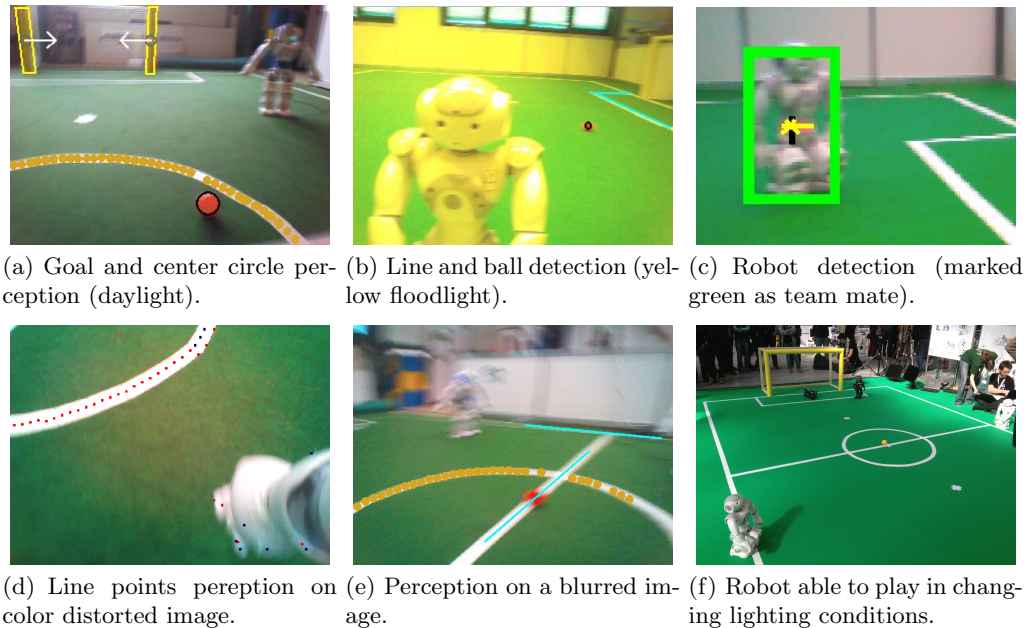 (a) Goal and center circle per-
ception (daylight).
(b) Line and ball detection (yel-
low floodlight).
(c) Robot detection (marked
green as team mate).
(d) Line points pereption on
color distorted image.
(e) Perception on a blurred im-
age.
(f) Robot able to play in chang-
ing lighting conditions.